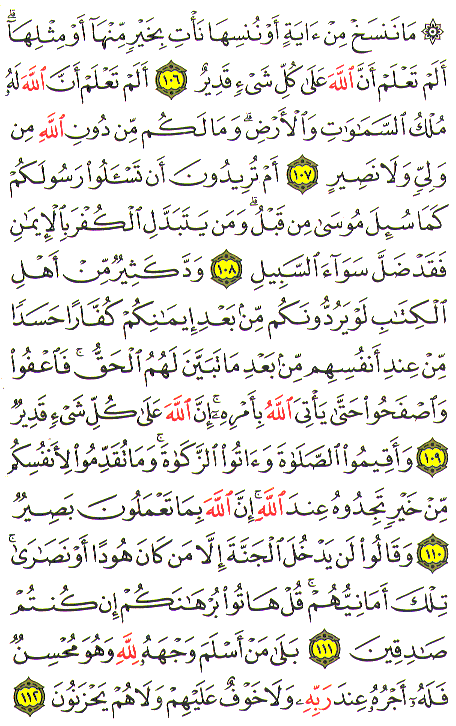 ۞ مَا نَنسَخْ مِنْ ءَايَةٍ أَوْ نُنسِهَا نَأْتِ بِخَيْرٍ مِّنْهَآ أَوْ مِثْلِهَآ ۗ
أَلَمْ تَعْلَمْ أَنَّ ٱللَّهَ عَلَىٰ كُلِّ شَىْءٍ قَدِيرٌ ١٠٦ أَلَمْ تَعْلَمْ أَنَّ ٱللَّهَ لَهُۥ
مُلْكُ ٱلسَّمَـٰوَٰتِ وَٱلْأَرْضِ ۗ وَمَا لَكُم مِّن دُونِ ٱللَّهِ مِن
وَلِىٍّ وَلَا نَصِيرٍ ١٠٧ أَمْ تُرِيدُونَ أَن تَسْـَٔلُوا۟ رَسُولَكُمْ
كَمَا سُئِلَ مُوسَىٰ مِن قَبْلُ ۗ وَمَن يَتَبَدَّلِ ٱلْكُفْرَ بِٱلْإِيمَـٰنِ
فَقَدْ ضَلَّ سَوَآءَ ٱلسَّبِيلِ ١٠٨ وَدَّ كَثِيرٌ مِّنْ أَهْلِ
ٱلْكِتَـٰبِ لَوْ يَرُدُّونَكُم مِّنۢ بَعْدِ إِيمَـٰنِكُمْ كُفَّارًا حَسَدًا
مِّنْ عِندِ أَنفُسِهِم مِّنۢ بَعْدِ مَا تَبَيَّنَ لَهُمُ ٱلْحَقُّ ۖ فَٱعْفُوا۟
وَٱصْفَحُوا۟ حَتَّىٰ يَأْتِىَ ٱللَّهُ بِأَمْرِهِۦٓ ۗ إِنَّ ٱللَّهَ عَلَىٰ كُلِّ شَىْءٍ قَدِيرٌ
١٠٩ وَأَقِيمُوا۟ ٱلصَّلَوٰةَ وَءَاتُوا۟ ٱلزَّكَوٰةَ ۚ وَمَا تُقَدِّمُوا۟ لِأَنفُسِكُم
مِّنْ خَيْرٍ تَجِدُوهُ عِندَ ٱللَّهِ ۗ إِنَّ ٱللَّهَ بِمَا تَعْمَلُونَ بَصِيرٌ
١١٠ وَقَالُوا۟ لَن يَدْخُلَ ٱلْجَنَّةَ إِلَّا مَن كَانَ هُودًا أَوْ نَصَـٰرَىٰ ۗ
تِلْكَ أَمَانِيُّهُمْ ۗ قُلْ هَاتُوا۟ بُرْهَـٰنَكُمْ إِن كُنتُمْ
صَـٰدِقِينَ ١١١ بَلَىٰ مَنْ أَسْلَمَ وَجْهَهُۥ لِلَّهِ وَهُوَ مُحْسِنٌ
فَلَهُۥٓ أَجْرُهُۥ عِندَ رَبِّهِۦ وَلَا خَوْفٌ عَلَيْهِمْ وَلَا هُمْ يَحْزَنُونَ ١١٢